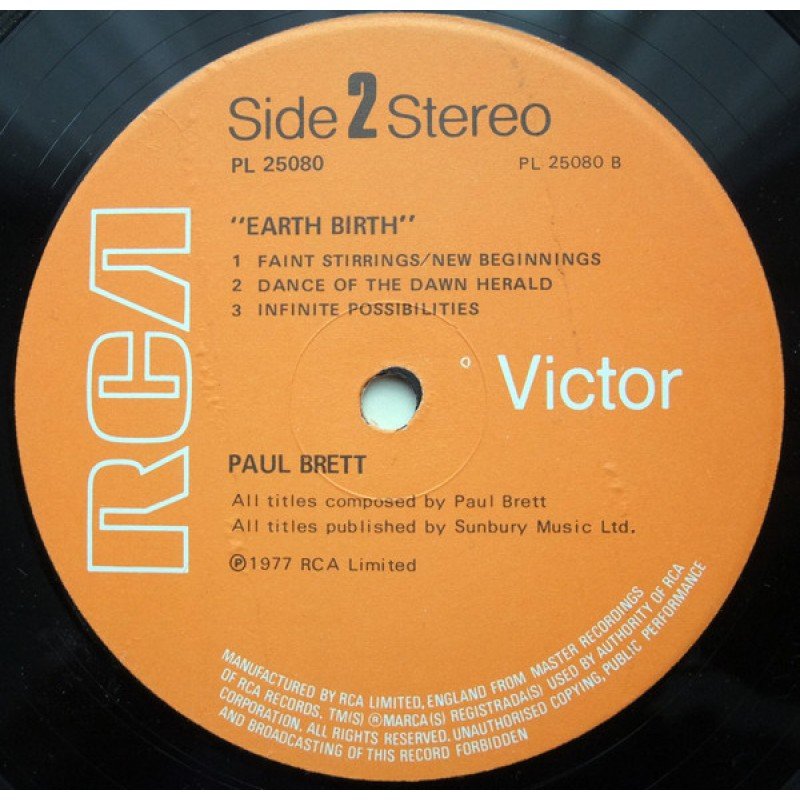 Side 2 Stereo
PL 25080
PL 25080 B
"EARTH BIRTH"
1 FAINT STIRRINGS/NEW BEGINNINGS
2 DANCE OF THE DAWN HERALD
3 INFINITE POSSIBILITIES
RCA
Victor
PAUL BRETT
All titles composed by Paul Brett
All titles published by Sunbury Music Ltd.
℗1977 RCA Limited
MANUFACTURED BY RCA LIMITED, ENGLAND FROM MASTER RECORDINGS
OF RCA RECORDS. TM(S) ® MARCA(S) REGISTRADA(S) USED BY AUTHORITY OF RCA
CORPORATION. ALL RIGHTS RESERVED. UNAUTHORISED COPYING, PUBLIC PERFORMANCE
AND BROADCASTING OF THIS RECORD FORBIDDEN